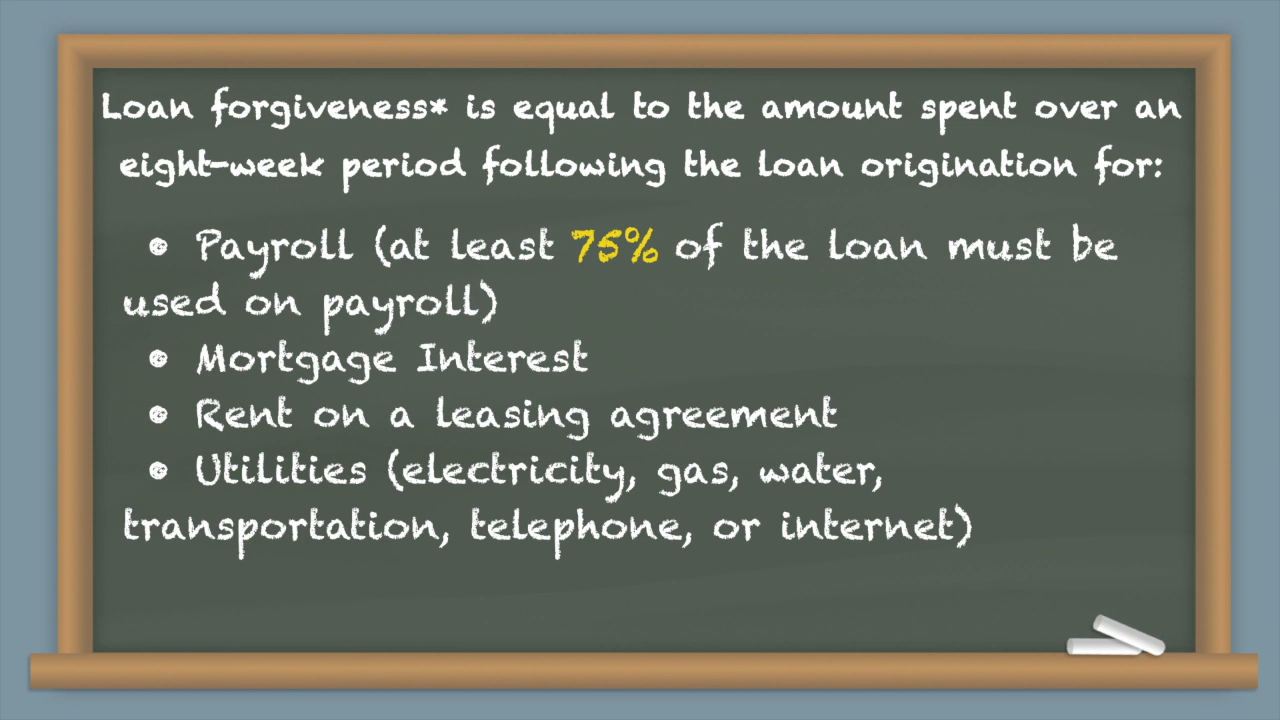 Loan forgiveness* is equal to the amount spent over an
eight-week period following the loan origination for:
• Payroll (at least 75% of the loan must be
used on payroll)
• Mortgage Interest
• Rent on a leasing agreement
• Utilities (electricity, gas, water,
transportation, telephone, or internet)